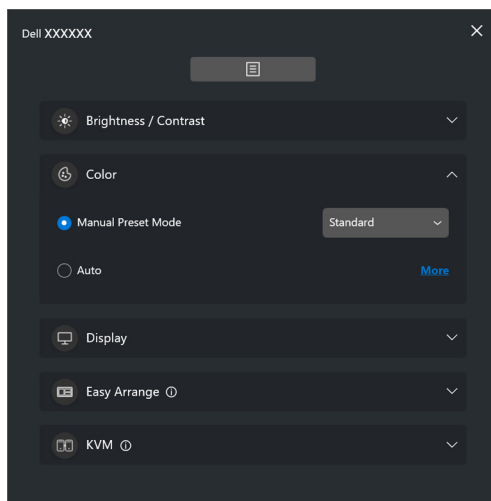 Dell XXXXXX
Brightness / Contrast
Color
Manual Preset Mode Standard
Auto More
Display
Easy Arrange
KVM